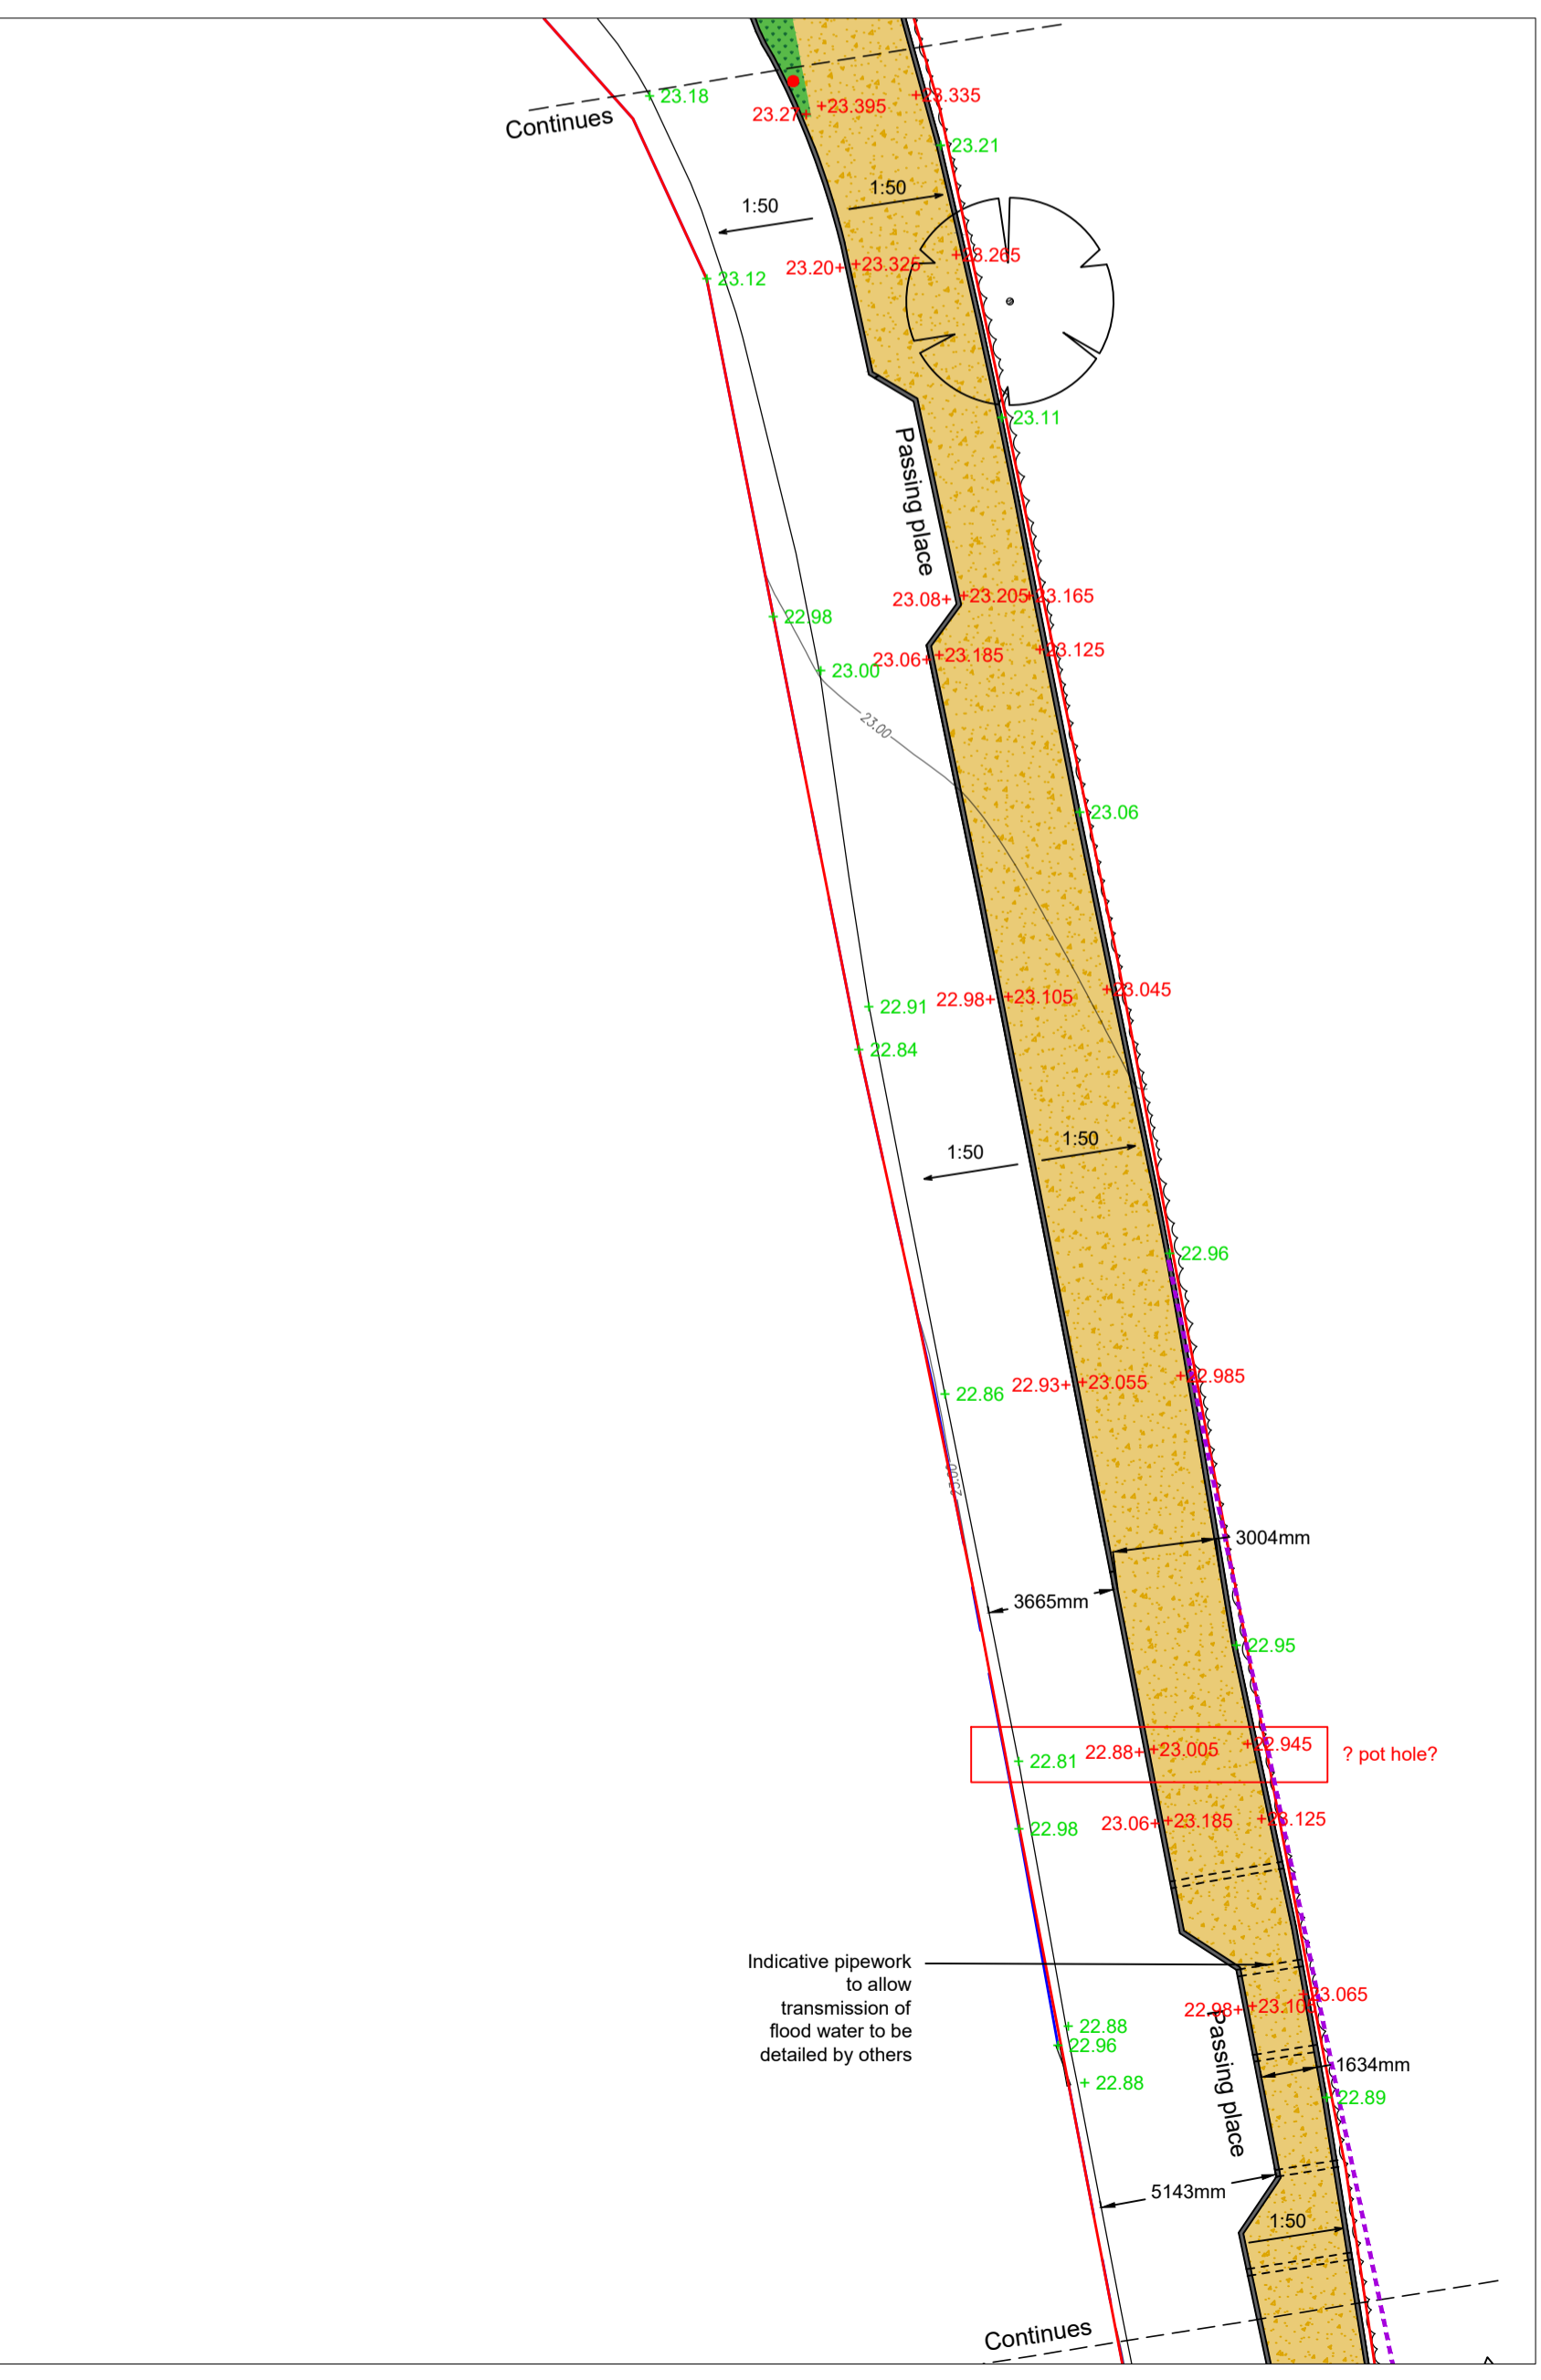 23.18
+23.335
23.27+ +23.395
Continues
23.21
1:50
1:50
23.20+ +23.325 +23.265
23.12
23.11
Passing place
23.08+ +23.205 +23.165
22.98
23.06+ +23.185 +23.125
23.00
23.00
23.06
22.98+ +23.105 +23.045
22.91
22.84
1:50
1:50
22.96
22.93+ +23.055 +22.985
22.86
23.00
3004mm
3665mm
22.95
22.81 22.88+ +23.005 +22.945 ? pot hole?
22.98 23.06+ +23.185 +23.125
Indicative pipework
to allow
transmission of
flood water to be
detailed by others
22.98+ +23.065
Passing place
22.88
22.96
22.88
1634mm
22.89
5143mm
1:50
Continues